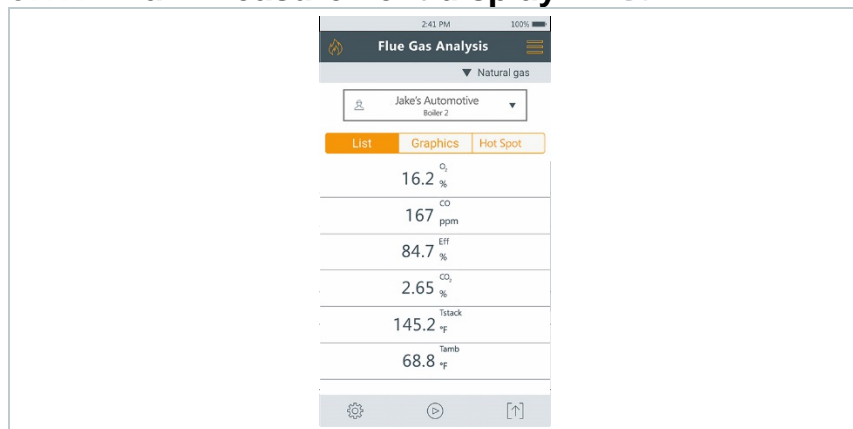 2:41 PM 100%
Flue Gas Analysis
▼ Natural gas
Jake's Automotive ▼
Boiler 2
List Graphics Hot Spot
16.2 O₂ %
167 CO ppm
84.7 Eff %
2.65 CO₂ %
145.2 Tstack °F
68.8 Tamb °F